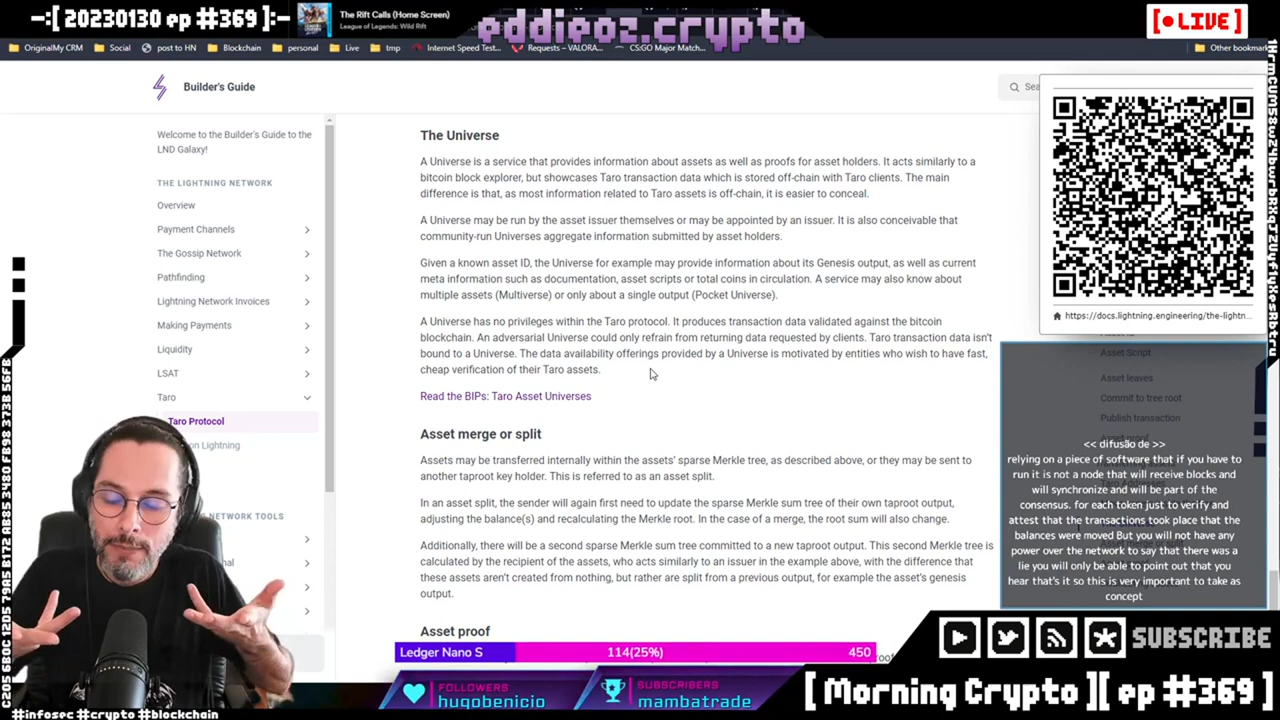 -:[ 20230130 ep #369 ]:-
The Rift Calls (Home Screen)
League of Legends: Wild Rift
eddieoz.crypto
[ • LIVE ]
OriginalMy CRM
Social
post to HN
Blockchain
personal
Live
tmp
Internet Speed Test...
Requests – VALORA...
CS:GO Major Match...
Other bookmar
Builder's Guide
Sea
Welcome to the Builder's Guide to the
LND Galaxy!
THE LIGHTNING NETWORK
Overview
Payment Channels
The Gossip Network
Pathfinding
Lightning Network Invoices
Making Payments
Liquidity
LSAT
Taro
Taro Protocol
on Lightning
NETWORK TOOLS
The Universe
A Universe is a service that provides information about assets as well as proofs for asset holders. It acts similarly to a
bitcoin block explorer, but showcases Taro transaction data which is stored off-chain with Taro clients. The main
difference is that, as most information related to Taro assets is off-chain, it is easier to conceal.
A Universe may be run by the asset issuer themselves or may be appointed by an issuer. It is also conceivable that
community-run Universes aggregate information submitted by asset holders.
Given a known asset ID, the Universe for example may provide information about its Genesis output, as well as current
meta information such as documentation, asset scripts or total coins in circulation. A service may also know about
multiple assets (Multiverse) or only about a single output (Pocket Universe).
A Universe has no privileges within the Taro protocol. It produces transaction data validated against the bitcoin
blockchain. An adversarial Universe could only refrain from returning data requested by clients. Taro transaction data isn't
bound to a Universe. The data availability offerings provided by a Universe is motivated by entities who wish to have fast,
cheap verification of their Taro assets.
Read the BIPs: Taro Asset Universes
Asset merge or split
Assets may be transferred internally within the assets' sparse Merkle tree, as described above, or they may be sent to
another taproot key holder. This is referred to as an asset split.
In an asset split, the sender will again first need to update the sparse Merkle sum tree of their own taproot output,
adjusting the balance(s) and recalculating the Merkle root. In the case of a merge, the root sum will also change.
Additionally, there will be a second sparse Merkle sum tree committed to a new taproot output. This second Merkle tree is
calculated by the recipient of the assets, who acts similarly to an issuer in the example above, with the difference that
these assets aren't created from nothing, but rather are split from a previous output, for example the asset's genesis
output.
Asset proof
https://docs.lightning.engineering/the-lightn...
Asset Script
Asset leaves
Commit to tree root
Publish transaction
<< difusão de >>
relying on a piece of software that if you have to
run it is not a node that will receive blocks and
will synchronize and will be part of the
consensus. for each token just to verify and
attest that the transactions took place that the
balances were moved But you will not have any
power over the network to say that there was a
lie you will only be able to point out that you
hear that's it so this is very important to take as
concept
Ledger Nano S
114(25%)
450
FOLLOWERS
hugobenicio
SUBSCRIBERS
mambatrade
SUBSCRIBE
[ Morning Crypto ][ ep #369 ]
#infosec #crypto #blockchain